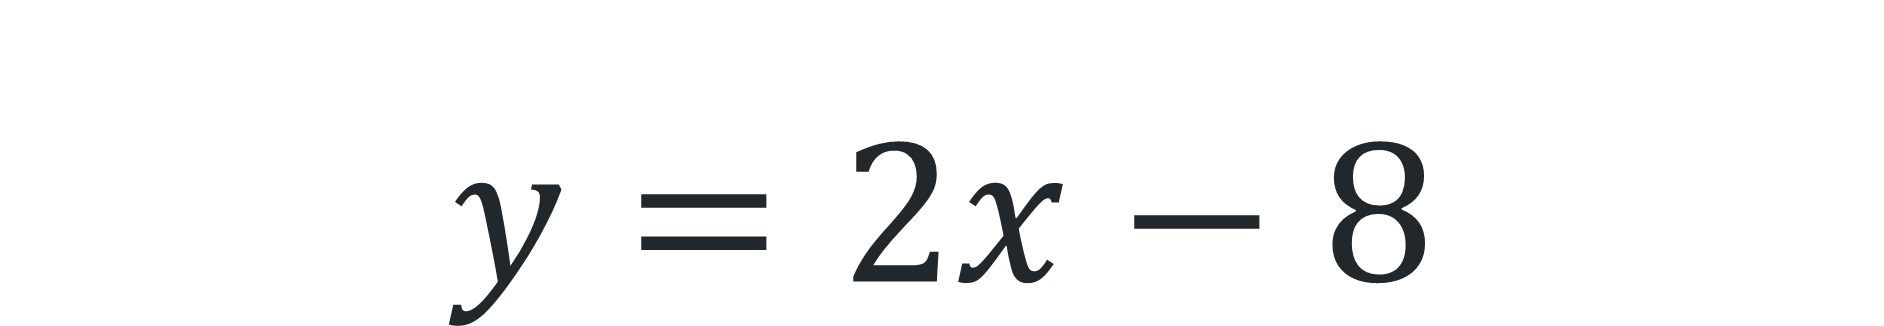 y = 2x − 8